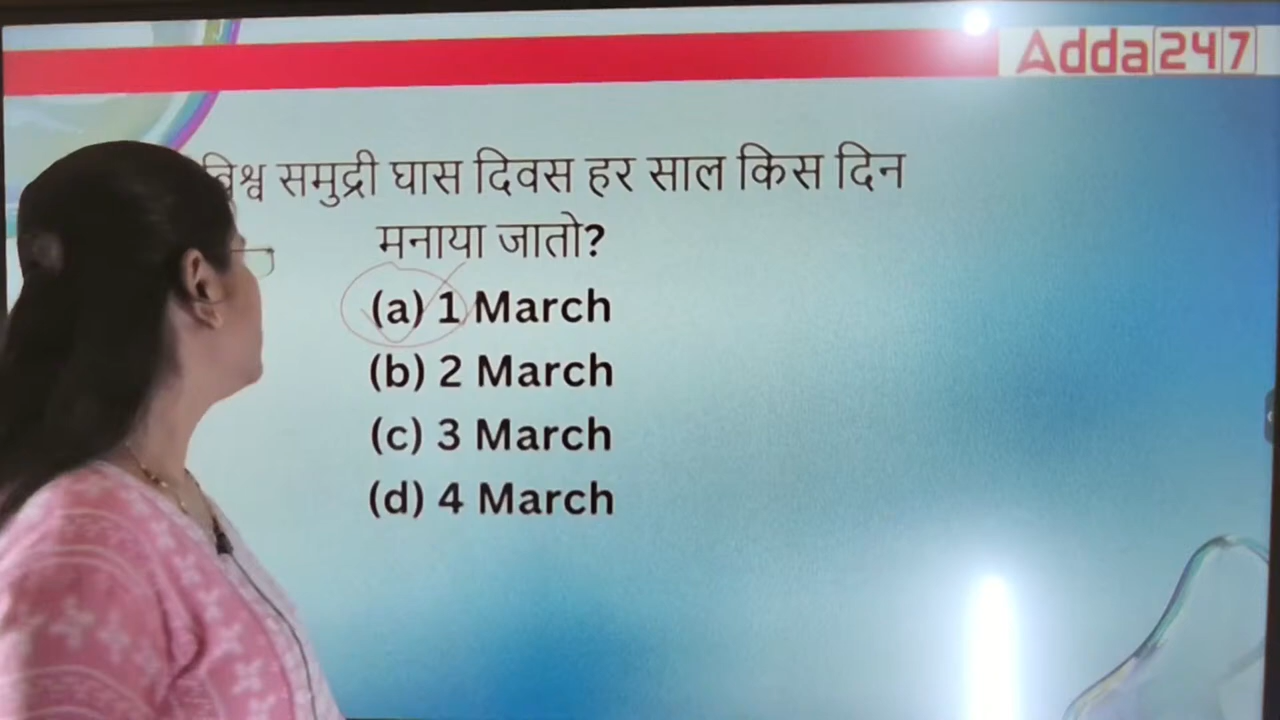 Adda247
विश्व समुद्री घास दिवस हर साल किस दिन
मनाया जातो?
(a) 1 March
(b) 2 March
(c) 3 March
(d) 4 March